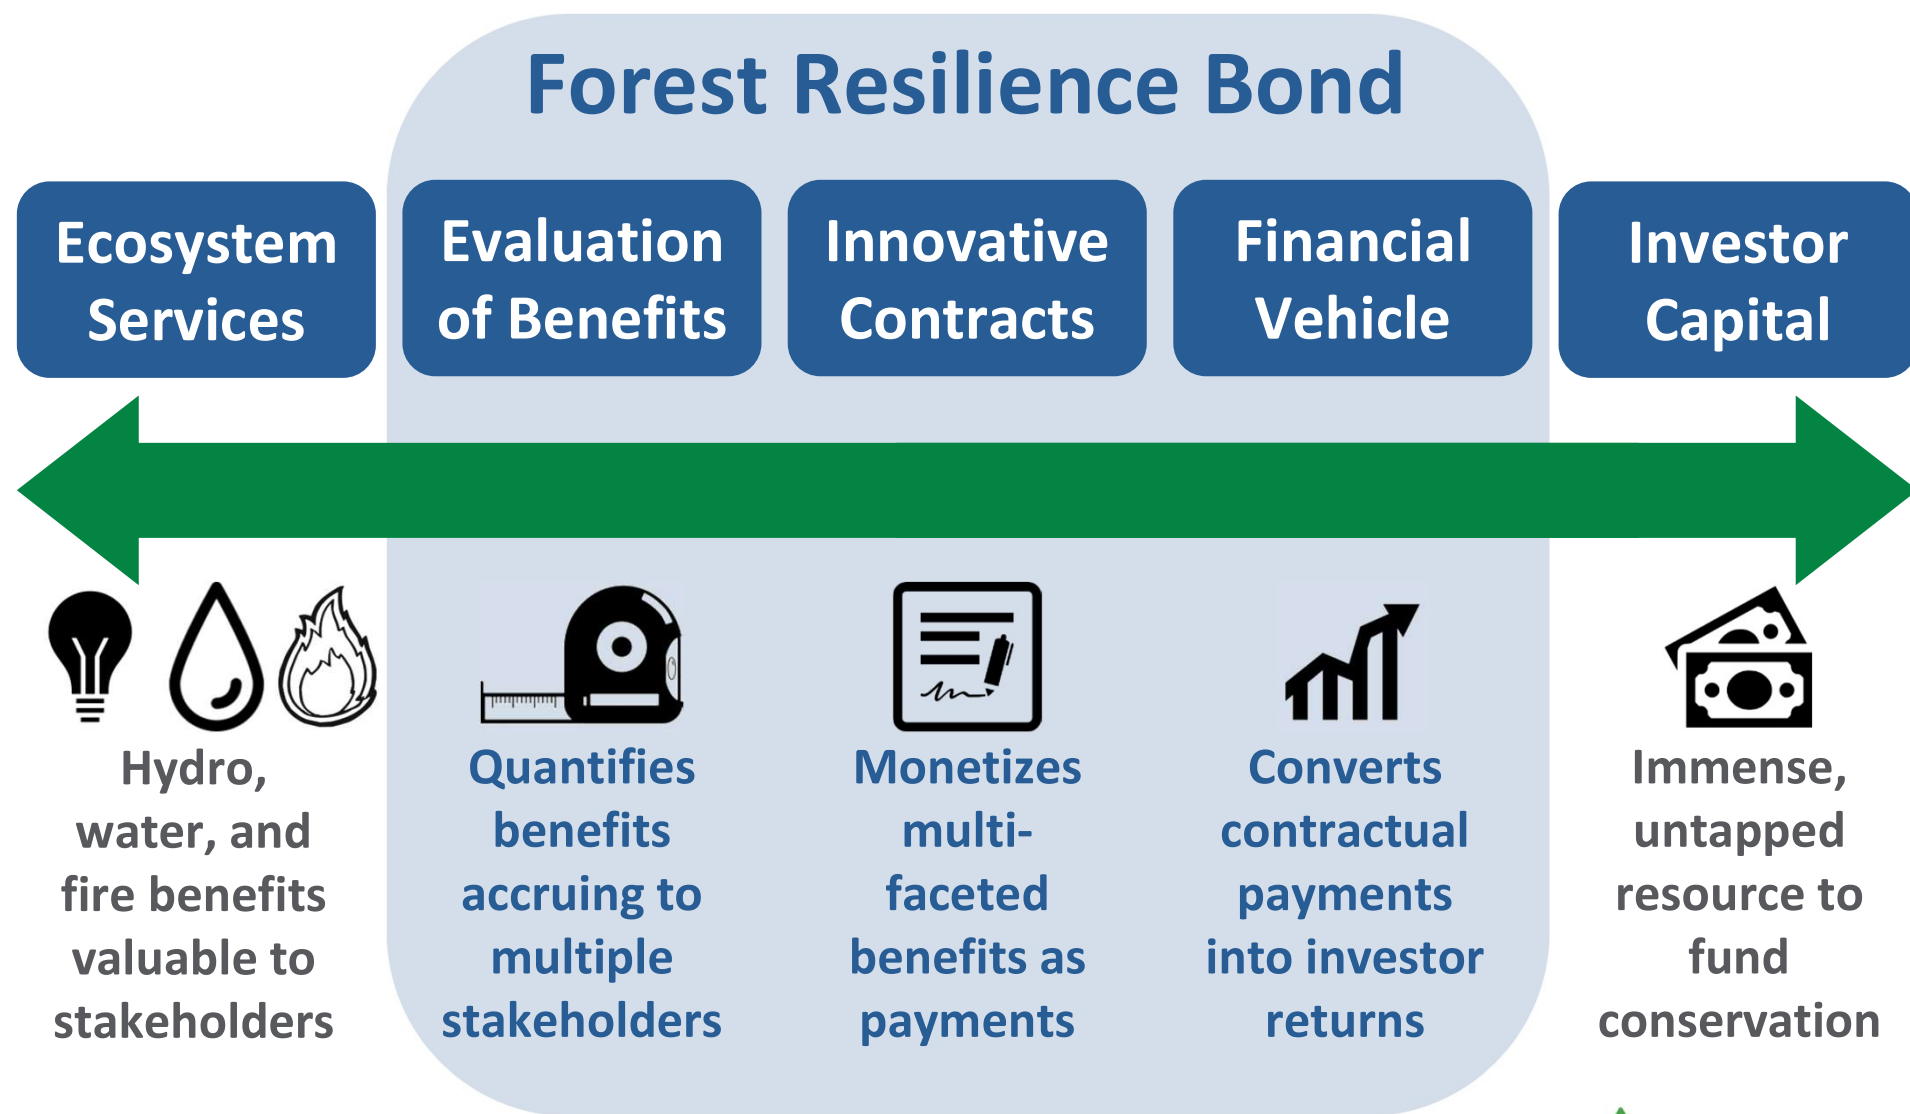 Forest Resilience Bond
Ecosystem
Services
Evaluation
of Benefits
Innovative
Contracts
Financial
Vehicle
Investor
Capital
Hydro,
water, and
fire benefits
valuable to
stakeholders
Quantifies
benefits
accruing to
multiple
stakeholders
Monetizes
multi-
faceted
benefits as
payments
Converts
contractual
payments
into investor
returns
Immense,
untapped
resource to
fund
conservation